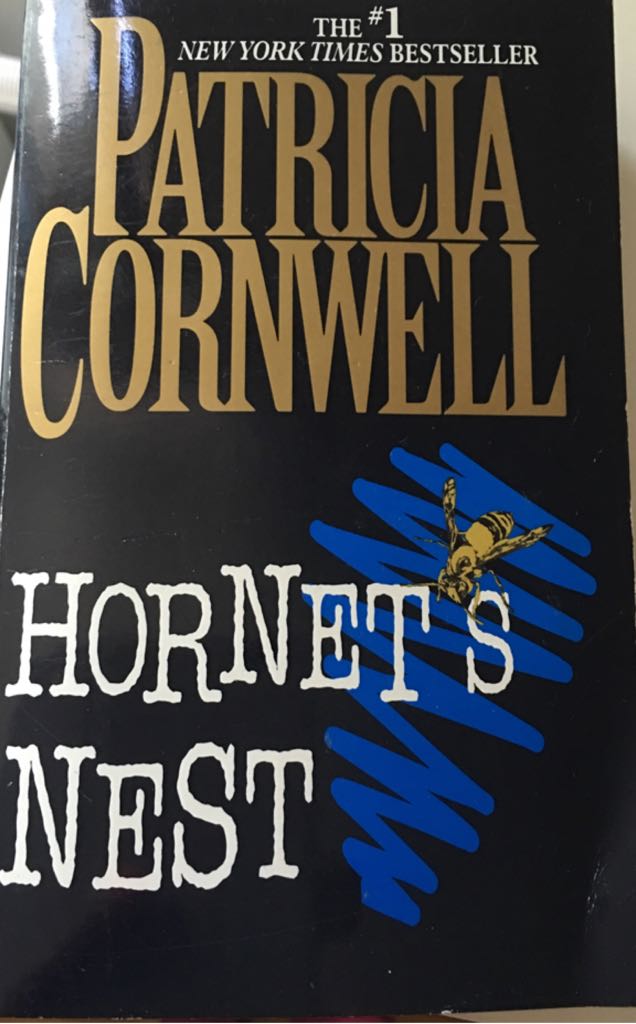 THE #1
NEW YORK TIMES BESTSELLER
PATRICIA
CORNWELL
HORNET'S
NEST